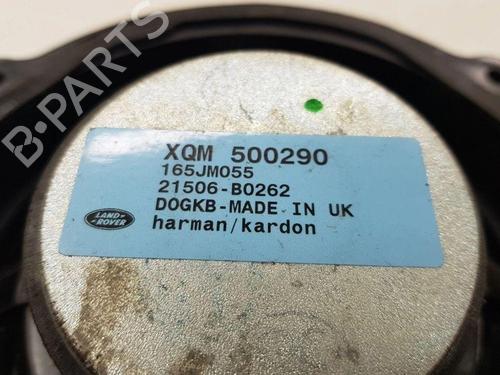 B-PARTS
XQM 500290
165JM055
21506-B0262
DOGKB-MADE IN UK
LAND
ROVER
harman/kardon